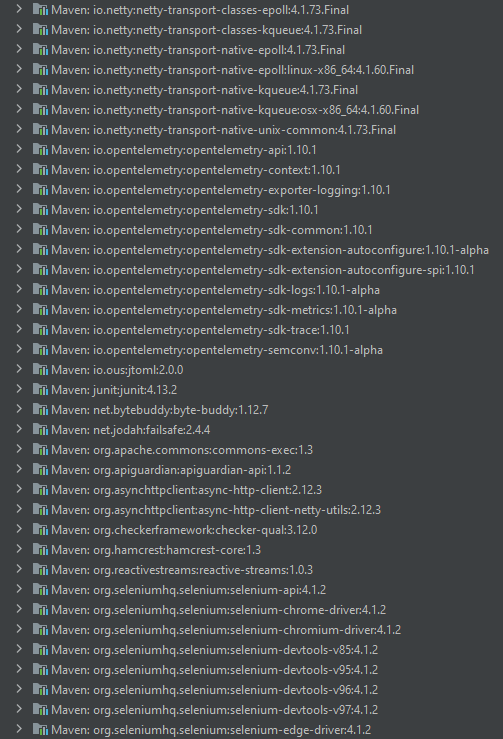 Maven: io.netty:netty-transport-classes-epoll:4.1.73.Final
Maven: io.netty:netty-transport-classes-kqueue:4.1.73.Final
Maven: io.netty:netty-transport-native-epoll:4.1.73.Final
Maven: io.netty:netty-transport-native-epoll:linux-x86_64:4.1.60.Final
Maven: io.netty:netty-transport-native-kqueue:4.1.73.Final
Maven: io.netty:netty-transport-native-kqueue:osx-x86_64:4.1.60.Final
Maven: io.netty:netty-transport-native-unix-common:4.1.73.Final
Maven: io.opentelemetry:opentelemetry-api:1.10.1
Maven: io.opentelemetry:opentelemetry-context:1.10.1
Maven: io.opentelemetry:opentelemetry-exporter-logging:1.10.1
Maven: io.opentelemetry:opentelemetry-sdk:1.10.1
Maven: io.opentelemetry:opentelemetry-sdk-common:1.10.1
Maven: io.opentelemetry:opentelemetry-sdk-extension-autoconfigure:1.10.1-alpha
Maven: io.opentelemetry:opentelemetry-sdk-extension-autoconfigure-spi:1.10.1
Maven: io.opentelemetry:opentelemetry-sdk-logs:1.10.1-alpha
Maven: io.opentelemetry:opentelemetry-sdk-metrics:1.10.1-alpha
Maven: io.opentelemetry:opentelemetry-sdk-trace:1.10.1
Maven: io.opentelemetry:opentelemetry-semconv:1.10.1-alpha
Maven: io.ous:jtoml:2.0.0
Maven: junit:junit:4.13.2
Maven: net.bytebuddy:byte-buddy:1.12.7
Maven: net.jodah:failsafe:2.4.4
Maven: org.apache.commons:commons-exec:1.3
Maven: org.apiguardian:apiguardian-api:1.1.2
Maven: org.asynchttpclient:async-http-client:2.12.3
Maven: org.asynchttpclient:async-http-client-netty-utils:2.12.3
Maven: org.checkerframework:checker-qual:3.12.0
Maven: org.hamcrest:hamcrest-core:1.3
Maven: org.reactivestreams:reactive-streams:1.0.3
Maven: org.seleniumhq.selenium:selenium-api:4.1.2
Maven: org.seleniumhq.selenium:selenium-chrome-driver:4.1.2
Maven: org.seleniumhq.selenium:selenium-chromium-driver:4.1.2
Maven: org.seleniumhq.selenium:selenium-devtools-v85:4.1.2
Maven: org.seleniumhq.selenium:selenium-devtools-v95:4.1.2
Maven: org.seleniumhq.selenium:selenium-devtools-v96:4.1.2
Maven: org.seleniumhq.selenium:selenium-devtools-v97:4.1.2
Maven: org.seleniumhq.selenium:selenium-edge-driver:4.1.2